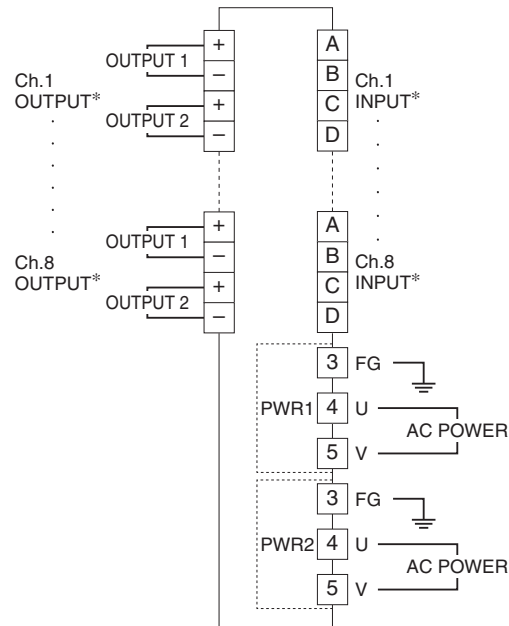 + A
OUTPUT 1
− B
Ch.1 Ch.1
OUTPUT* INPUT*
+ C
OUTPUT 2
− D
+ A
OUTPUT 1
− B
Ch.8 Ch.8
OUTPUT* INPUT*
+ C
OUTPUT 2
− D
3 FG
PWR1 4 U
AC POWER
5 V
3 FG
PWR2 4 U
AC POWER
5 V